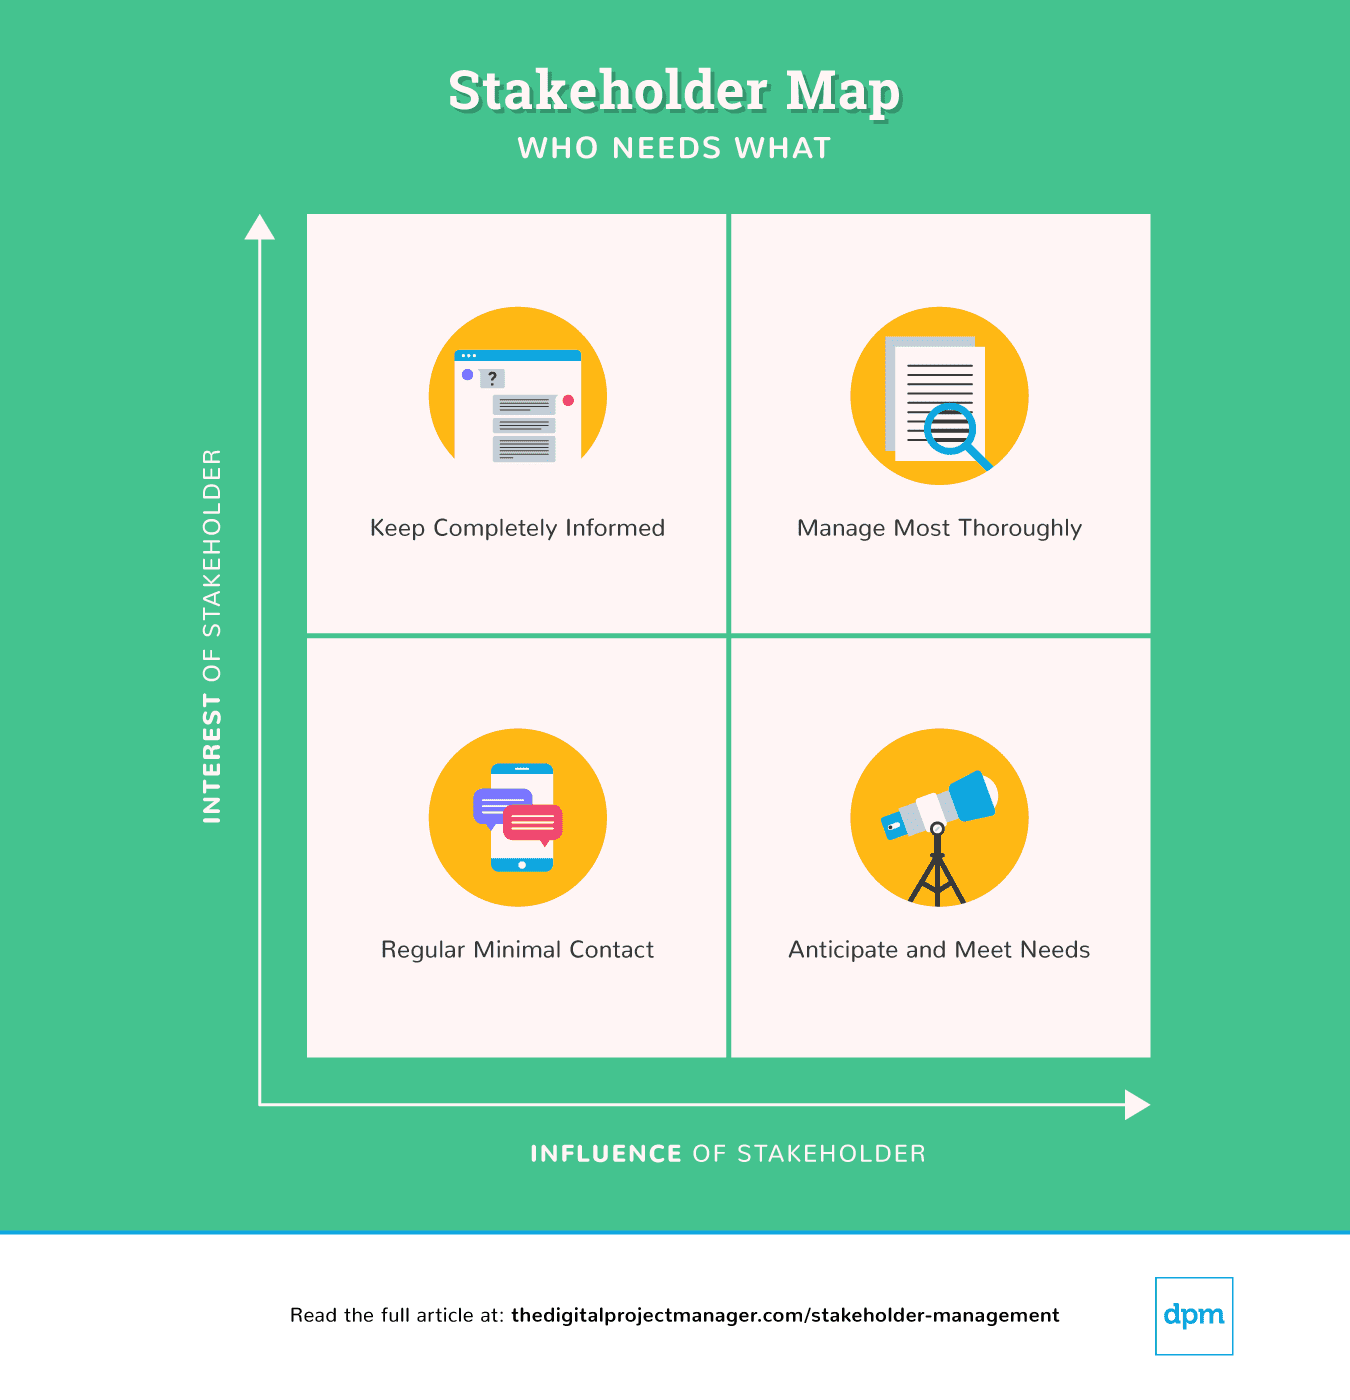 Stakeholder Map
WHO NEEDS WHAT
INTEREST OF STAKEHOLDER
?
Keep Completely Informed
Manage Most Thoroughly
Regular Minimal Contact
Anticipate and Meet Needs
INFLUENCE OF STAKEHOLDER
Read the full article at: thedigitalprojectmanager.com/stakeholder-management
dpm